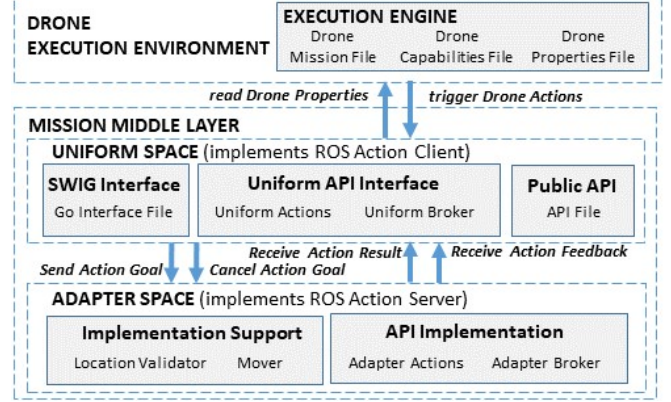 DRONE
EXECUTION ENVIRONMENT
EXECUTION ENGINE
Drone Drone Drone
Mission File Capabilities File Properties File
read Drone Properties trigger Drone Actions
MISSION MIDDLE LAYER
UNIFORM SPACE (implements ROS Action Client)
SWIG Interface Uniform API Interface Public API
Go Interface File Uniform Actions Uniform Broker API File
Receive Action Result Receive Action Feedback
Send Action Goal Cancel Action Goal
ADAPTER SPACE (implements ROS Action Server)
Implementation Support API Implementation
Location Validator Mover Adapter Actions Adapter Broker